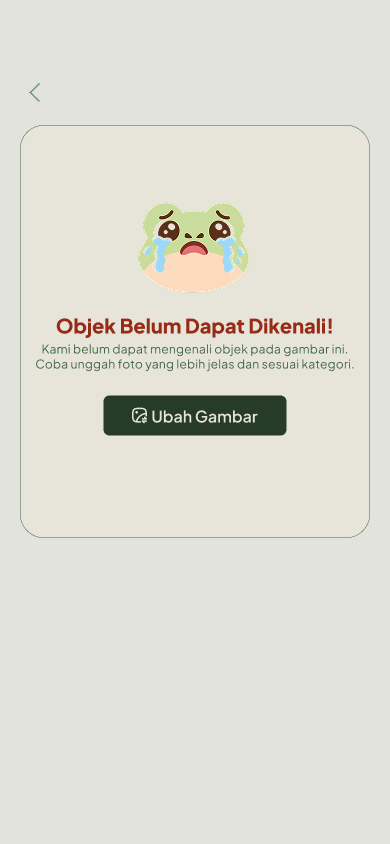 Objek Belum Dapat Dikenali!
Kami belum dapat mengenali objek pada gambar ini.
Coba unggah foto yang lebih jelas dan sesuai kategori.
Ubah Gambar